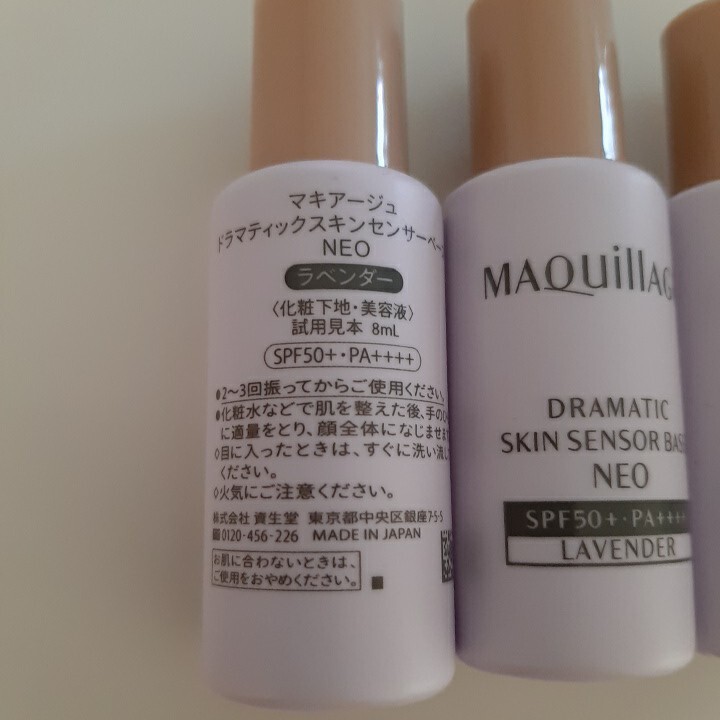 マキアージュ
ドラマティックスキンセンサーベー
NEO
ラベンダー
〈化粧下地・美容液〉
試用見本 8mL
SPF50+・PA++++
●2〜3回振ってからご使用ください。
●化粧水などで肌を整えた後、手の
に適量をとり、顔全体になじませま
◇目に入ったときは、すぐに洗い流し
ください。
◇火気にご注意ください。
株式会社 資生堂 東京都中央区銀座7-5-5
0120-456-226 MADE IN JAPAN
お肌に合わないときは、
ご使用をおやめください。
MAQuillAG
DRAMATIC
SKIN SENSOR BASE
NEO
SPF50+・PA++++
LAVENDER